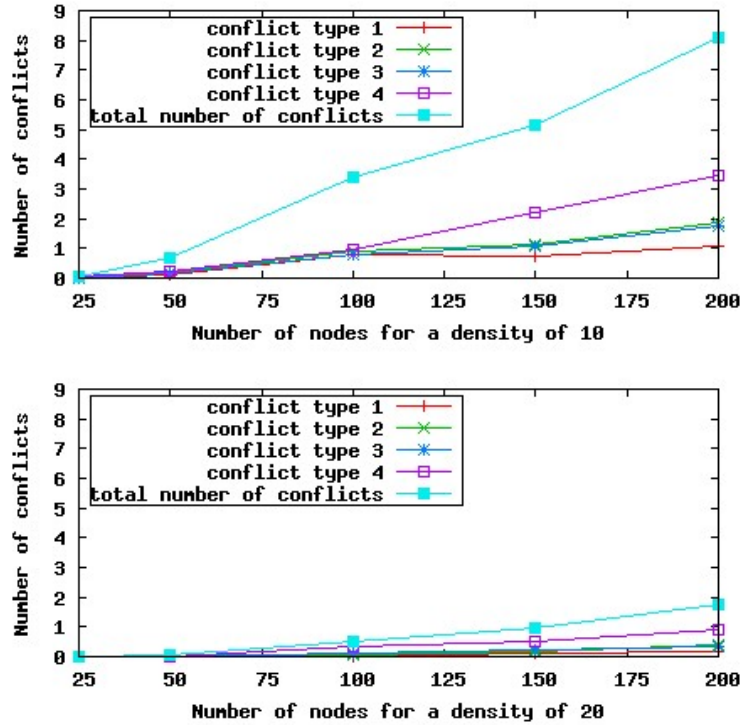 9
8
7
6
5
4
3
2
1
0
Number of conflicts
conflict type 1
conflict type 2
conflict type 3
conflict type 4
total number of conflicts
25 50 75 100 125 150 175 200
Number of nodes for a density of 10
9
8
7
6
5
4
3
2
1
0
Number of conflicts
conflict type 1
conflict type 2
conflict type 3
conflict type 4
total number of conflicts
25 50 75 100 125 150 175 200
Number of nodes for a density of 20